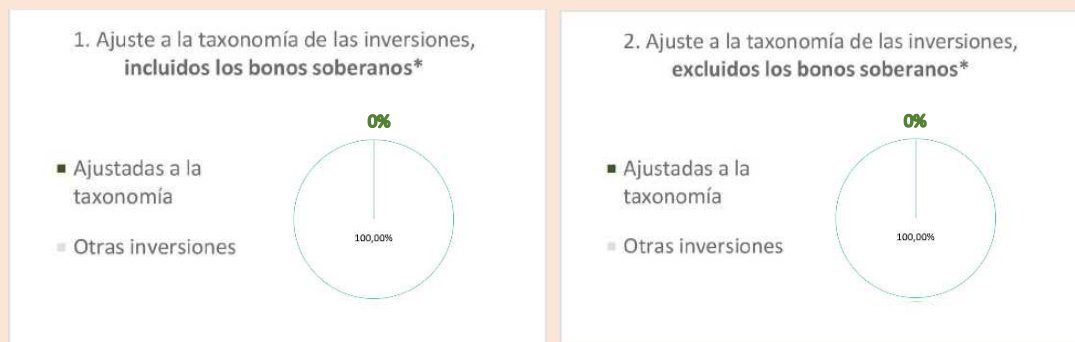 1. Ajuste a la taxonomía de las inversiones,
incluidos los bonos soberanos*
0%
Ajustadas a la
taxonomía
Otras inversiones
100,00%
2. Ajuste a la taxonomía de las inversiones,
excluidos los bonos soberanos*
0%
Ajustadas a la
taxonomía
Otras inversiones
100,00%